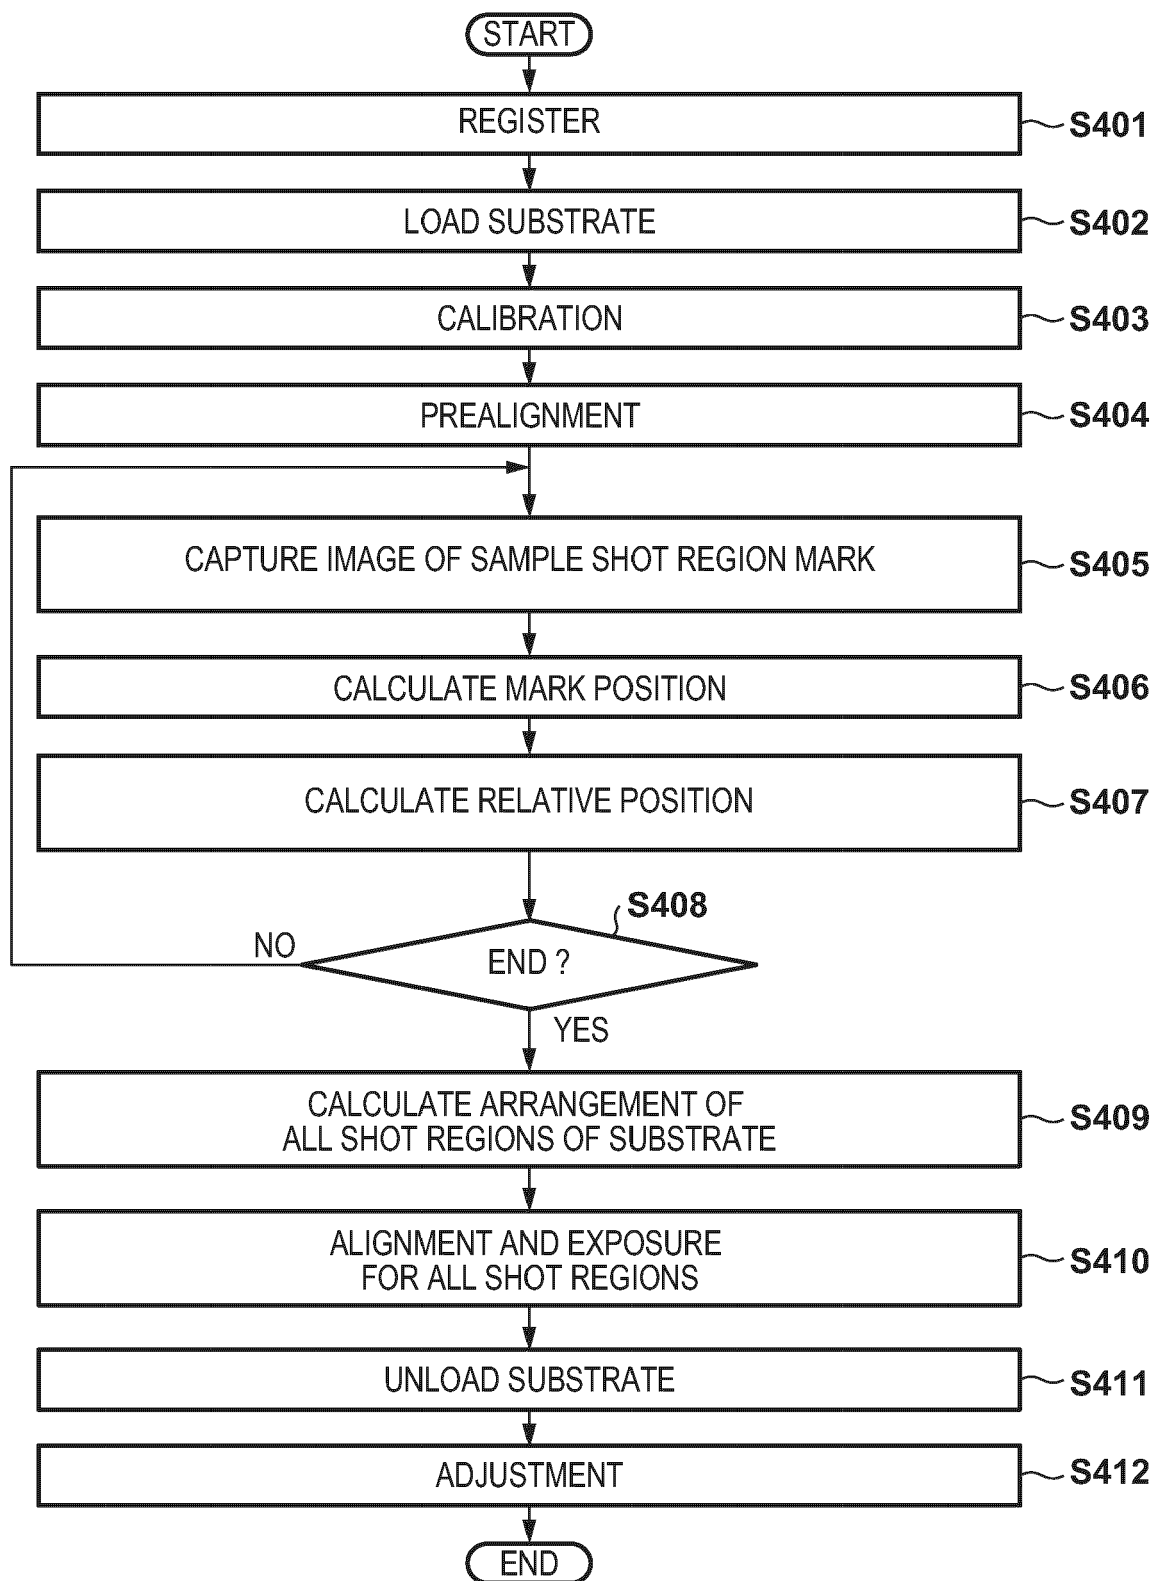 START
REGISTER
S401
LOAD SUBSTRATE
S402
CALIBRATION
S403
PREALIGNMENT
S404
CAPTURE IMAGE OF SAMPLE SHOT REGION MARK
S405
CALCULATE MARK POSITION
S406
CALCULATE RELATIVE POSITION
S407
S408
NO
END ?
YES
CALCULATE ARRANGEMENT OF
ALL SHOT REGIONS OF SUBSTRATE
S409
ALIGNMENT AND EXPOSURE
FOR ALL SHOT REGIONS
S410
UNLOAD SUBSTRATE
S411
ADJUSTMENT
S412
END